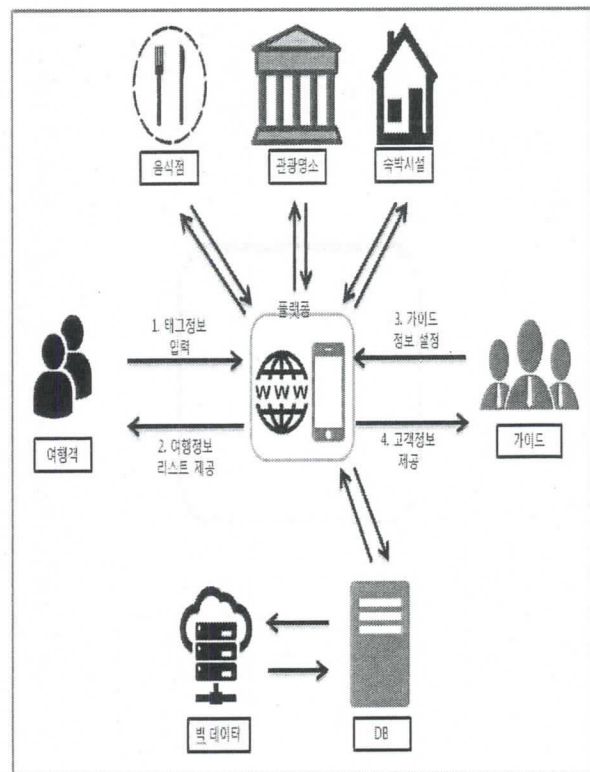 음식점
관광명소
숙박시설
플랫폼
1. 태그정보
입력
3. 가이드
정보 설정
WWW
여행객
2. 여행정보
리스트 제공
4. 고객정보
제공
가이드
빅 데이터
DB